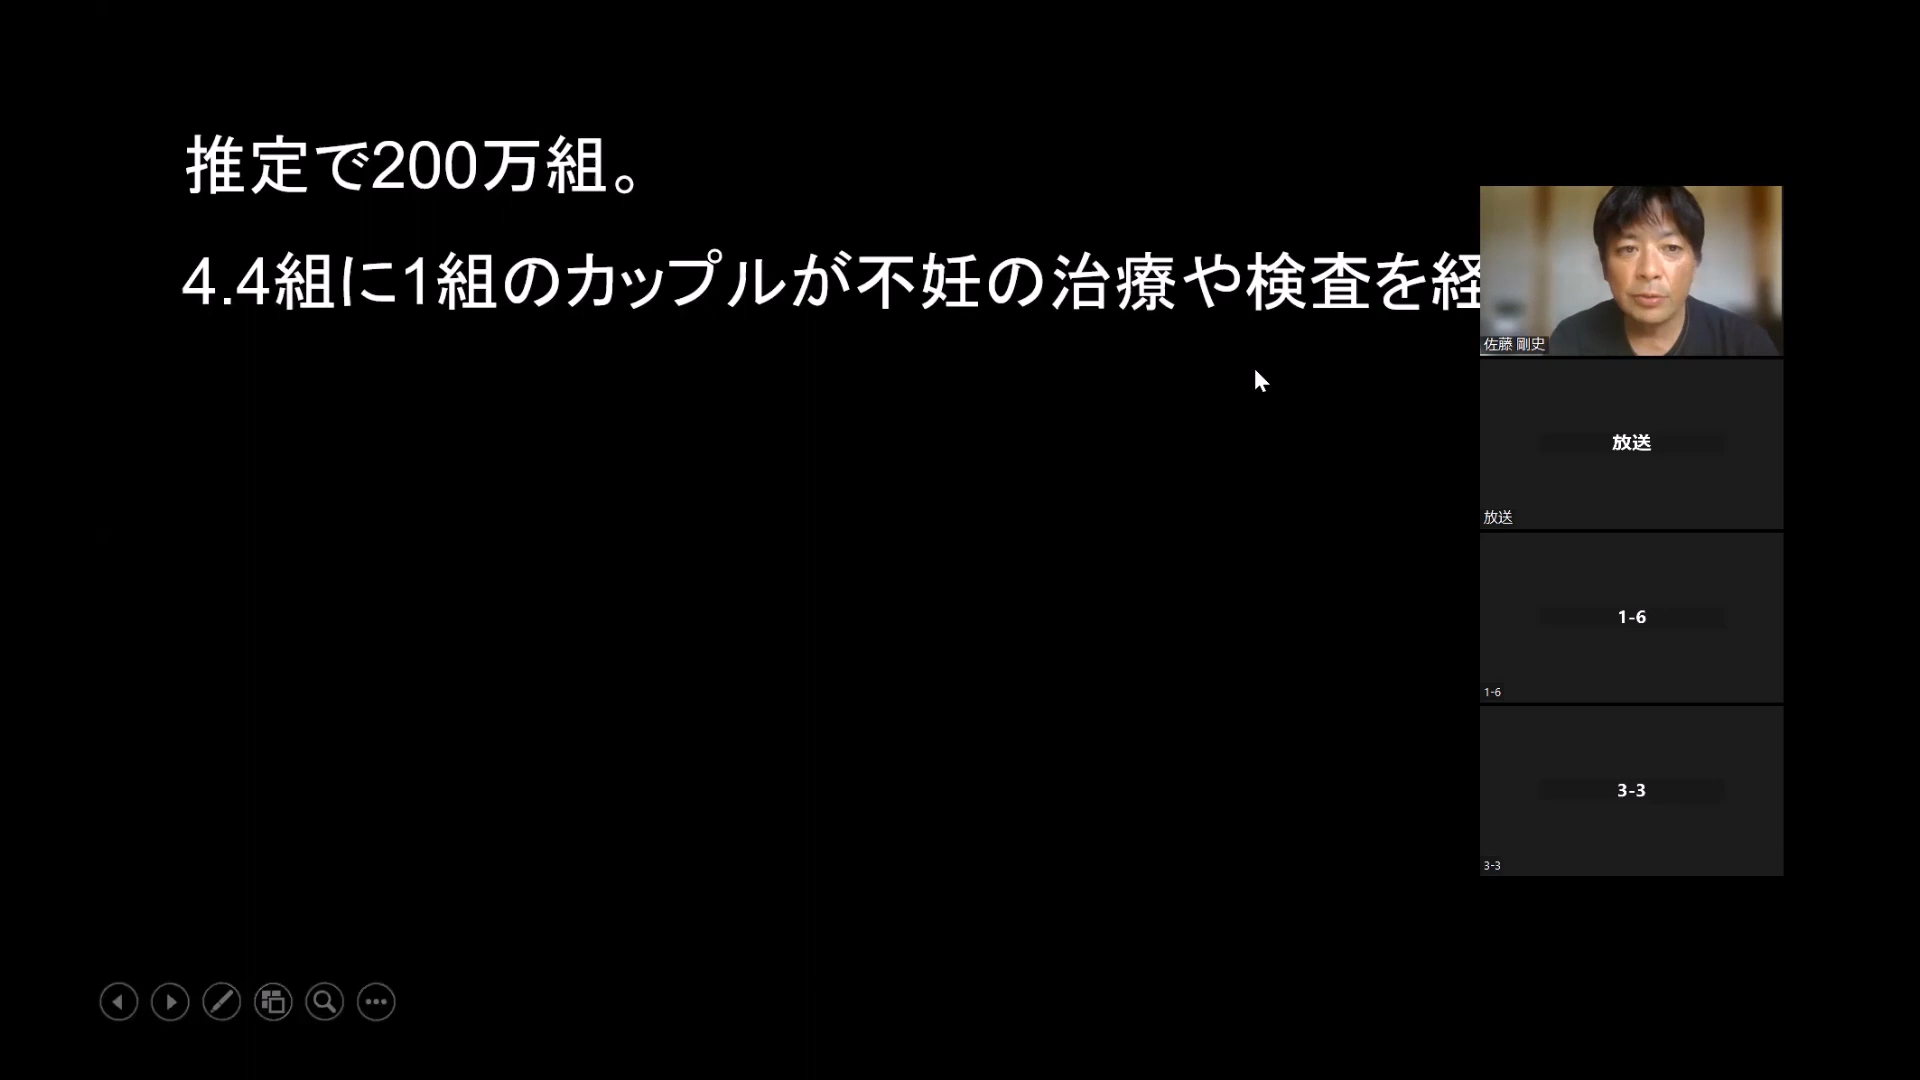 推定で200万組。
4.4組に1組のカップルが不妊の治療や検査を経
佐藤 剛史
放送
放送
1-6
1-6
3-3
3-3